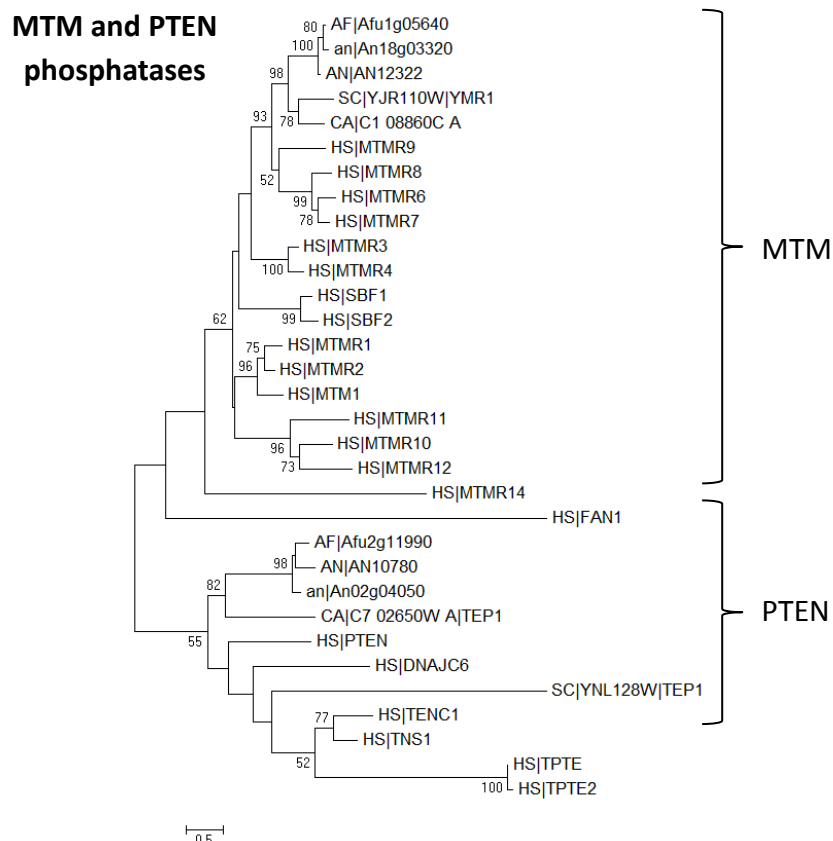 MTM and PTEN
phosphatases
80
AF|Afu1g05640
100
an|An18g03320
98
AN|AN12322
93
SC|YJR110W|YMR1
78
CA|C1 08860C A
HS|MTMR9
52
HS|MTMR8
99
HS|MTMR6
78
HS|MTMR7
HS|MTMR3
MTM
100
HS|MTMR4
HS|SBF1
62
99
HS|SBF2
75
HS|MTMR1
96
HS|MTMR2
HS|MTM1
HS|MTMR11
96
HS|MTMR10
73
HS|MTMR12
HS|MTMR14
HS|FAN1
AF|Afu2g11990
98
AN|AN10780
82
an|An02g04050
CA|C7 02650W A|TEP1
PTEN
55
HS|PTEN
HS|DNAJC6
SC|YNL128W|TEP1
77
HS|TENC1
HS|TNS1
52
HS|TPTE
100
HS|TPTE2
0.5